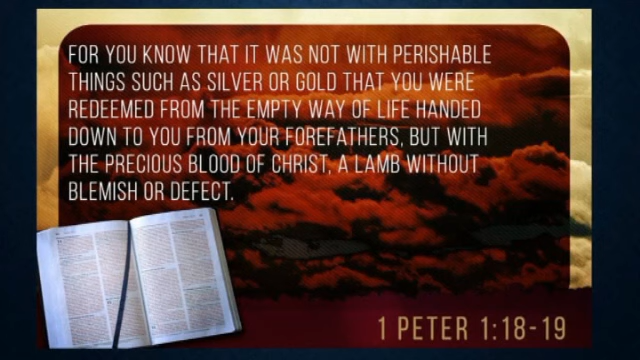 FOR YOU KNOW THAT IT WAS NOT WITH PERISHABLE
THINGS SUCH AS SILVER OR GOLD THAT YOU WERE
REDEEMED FROM THE EMPTY WAY OF LIFE HANDED
DOWN TO YOU FROM YOUR FOREFATHERS, BUT WITH
THE PRECIOUS BLOOD OF CHRIST, A LAMB WITHOUT
BLEMISH OR DEFECT.
1 PETER 1:18-19